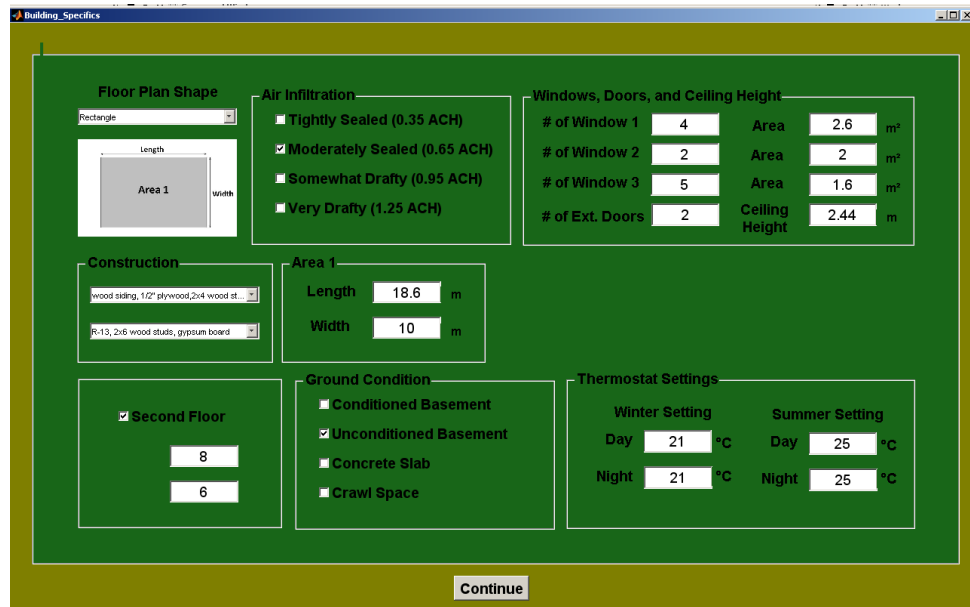 Building_Specifics
Floor Plan Shape
Rectangle
Length
Area 1
Width
Air Infiltration
Tightly Sealed (0.35 ACH)
Moderately Sealed (0.65 ACH)
Somewhat Drafty (0.95 ACH)
Very Drafty (1.25 ACH)
Windows, Doors, and Ceiling Height
# of Window 1 4 Area 2.6 m²
# of Window 2 2 Area 2 m²
# of Window 3 5 Area 1.6 m²
# of Ext. Doors 2 Ceiling Height 2.44 m
Construction
wood siding, 1/2" plywood,2x4 wood st...
R-13, 2x6 wood studs, gypsum board
Area 1
Length 18.6 m
Width 10 m
Second Floor
8
6
Ground Condition
Conditioned Basement
Unconditioned Basement
Concrete Slab
Crawl Space
Thermostat Settings
Winter Setting
Day 21 °C
Night 21 °C
Summer Setting
Day 25 °C
Night 25 °C
Continue